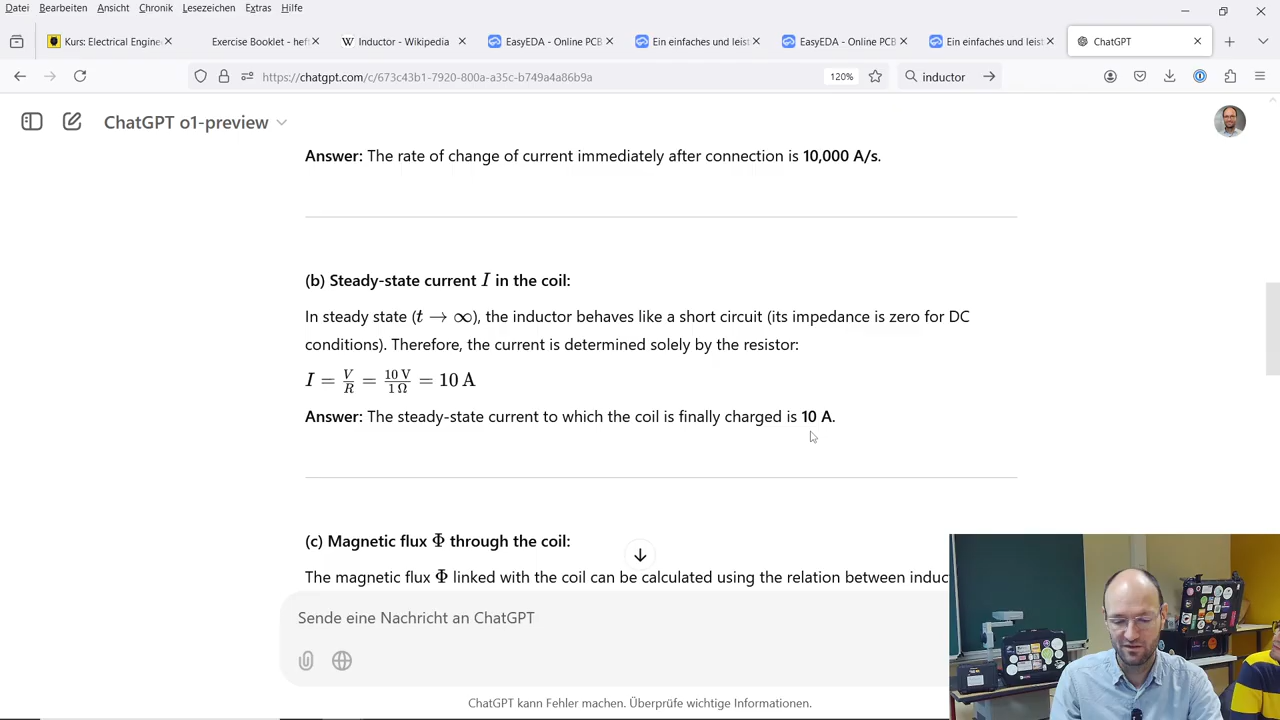 Datei Bearbeiten Ansicht Chronik Lesezeichen Extras Hilfe
Kurs: Electrical Engine
Exercise Booklet - hef
Inductor - Wikipedia
EasyEDA - Online PCB
Ein einfaches und leist
EasyEDA - Online PCB
Ein einfaches und leist
ChatGPT
https://chatgpt.com/c/673c43b1-7920-800a-a35c-b749a4a86b9a
120%
inductor
ChatGPT o1-preview
Answer: The rate of change of current immediately after connection is 10,000 A/s.
(b) Steady-state current I in the coil:
In steady state (t → ∞), the inductor behaves like a short circuit (its impedance is zero for DC
conditions). Therefore, the current is determined solely by the resistor:
I = V/R = 10 V/1 Ω = 10 A
Answer: The steady-state current to which the coil is finally charged is 10 A.
(c) Magnetic flux Φ through the coil:
The magnetic flux Φ linked with the coil can be calculated using the relation between induc
Sende eine Nachricht an ChatGPT
ChatGPT kann Fehler machen. Überprüfe wichtige Informationen.